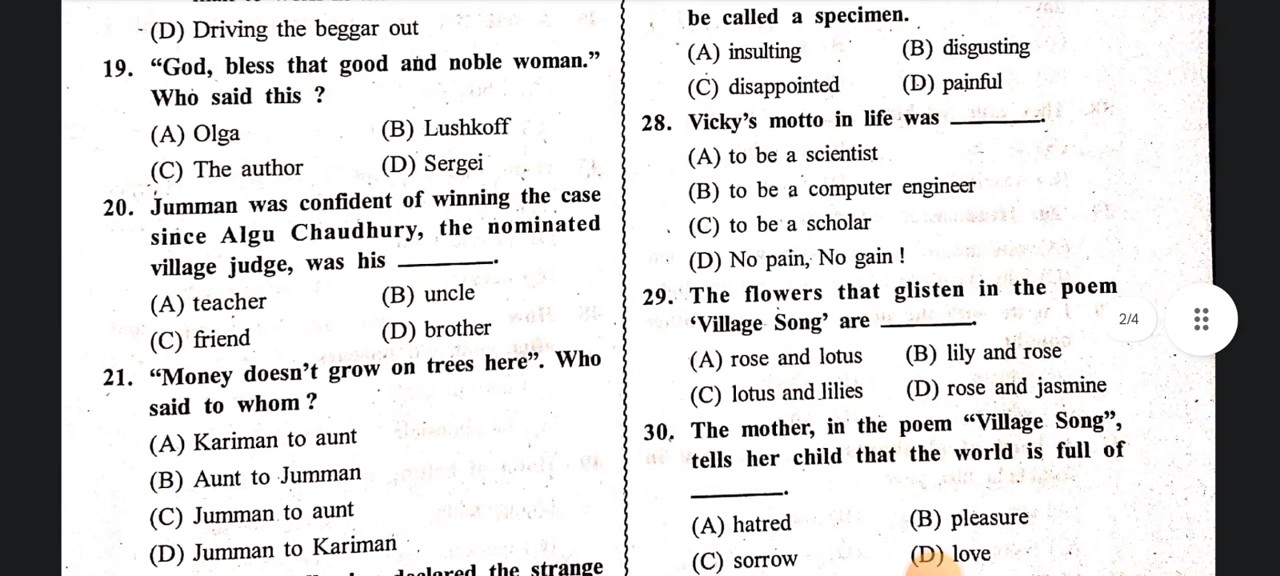 - (D) Driving the beggar out
19. “God, bless that good and noble woman.”
Who said this ?
(A) Olga (B) Lushkoff
(C) The author (D) Sergei
20. Jumman was confident of winning the case
since Algu Chaudhury, the nominated
village judge, was his ________.
(A) teacher (B) uncle
(C) friend (D) brother
21. “Money doesn’t grow on trees here”. Who
said to whom ?
(A) Kariman to aunt
(B) Aunt to Jumman
(C) Jumman to aunt
(D) Jumman to Kariman
declared the strange
be called a specimen.
(A) insulting (B) disgusting
(C) disappointed (D) painful
28. Vicky’s motto in life was ________.
(A) to be a scientist
(B) to be a computer engineer
(C) to be a scholar
(D) No pain, No gain !
29. The flowers that glisten in the poem
‘Village Song’ are ________.
(A) rose and lotus (B) lily and rose
(C) lotus and lilies (D) rose and jasmine
30. The mother, in the poem “Village Song”,
tells her child that the world is full of
________.
(A) hatred (B) pleasure
(C) sorrow (D) love
2/4